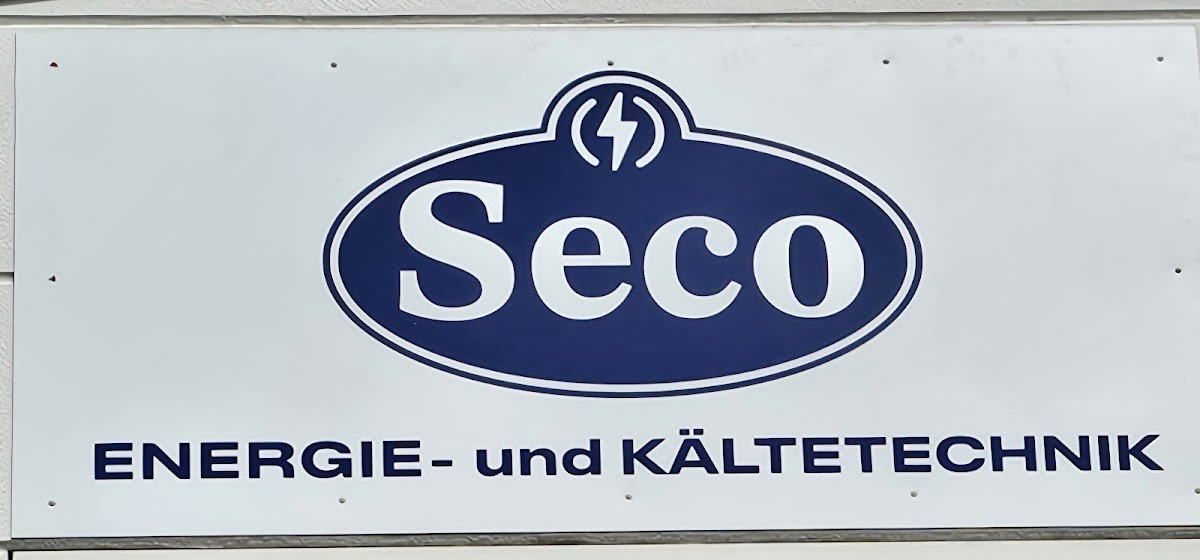 Seco
ENERGIE- und KÄLTETECHNIK